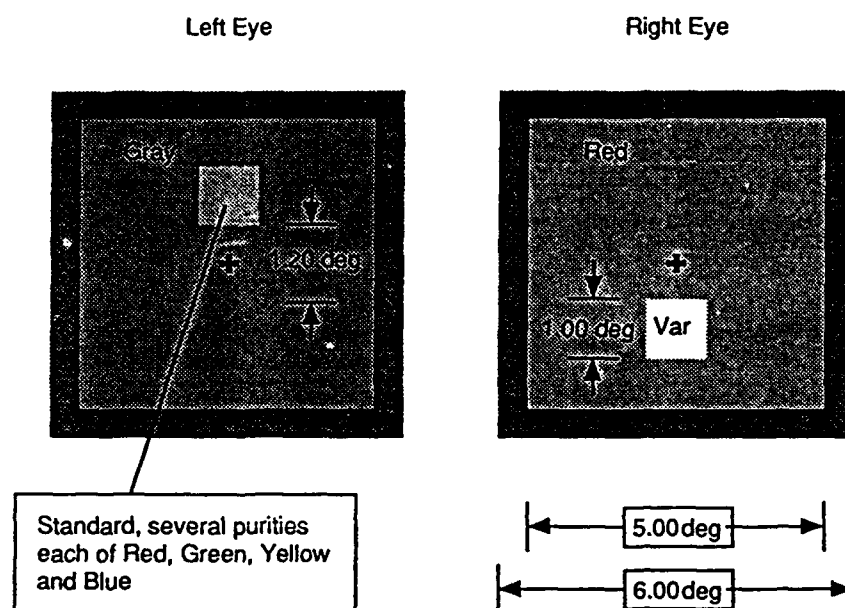 Left Eye
Right Eye
Gray
Red
1.20 deg
1.00 deg
Var
Standard, several purities
each of Red, Green, Yellow
and Blue
5.00deg
6.00deg